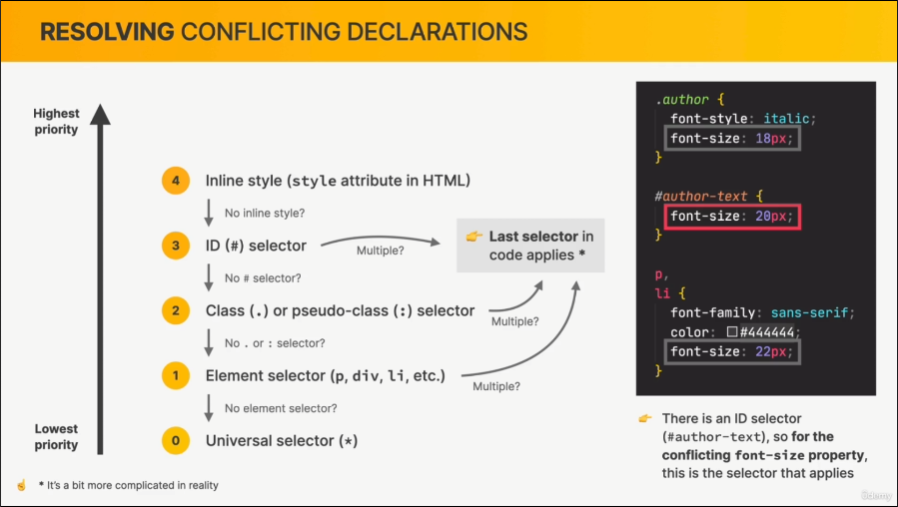 RESOLVING CONFLICTING DECLARATIONS
Highest
priority
4 Inline style (style attribute in HTML)
No inline style?
3 ID (#) selector
Multiple?
👉 Last selector in
code applies *
No # selector?
2 Class (.) or pseudo-class (:) selector
Multiple?
No . or : selector?
1 Element selector (p, div, li, etc.)
Multiple?
No element selector?
Lowest
priority
0 Universal selector (*)
☝ * It's a bit more complicated in reality
.author {
font-style: italic;
font-size: 18px;
}
#author-text {
font-size: 20px;
}
p,
li {
font-family: sans-serif;
color: #444444;
font-size: 22px;
}
👉 There is an ID selector
(#author-text), so for the
conflicting font-size property,
this is the selector that applies
Udemy